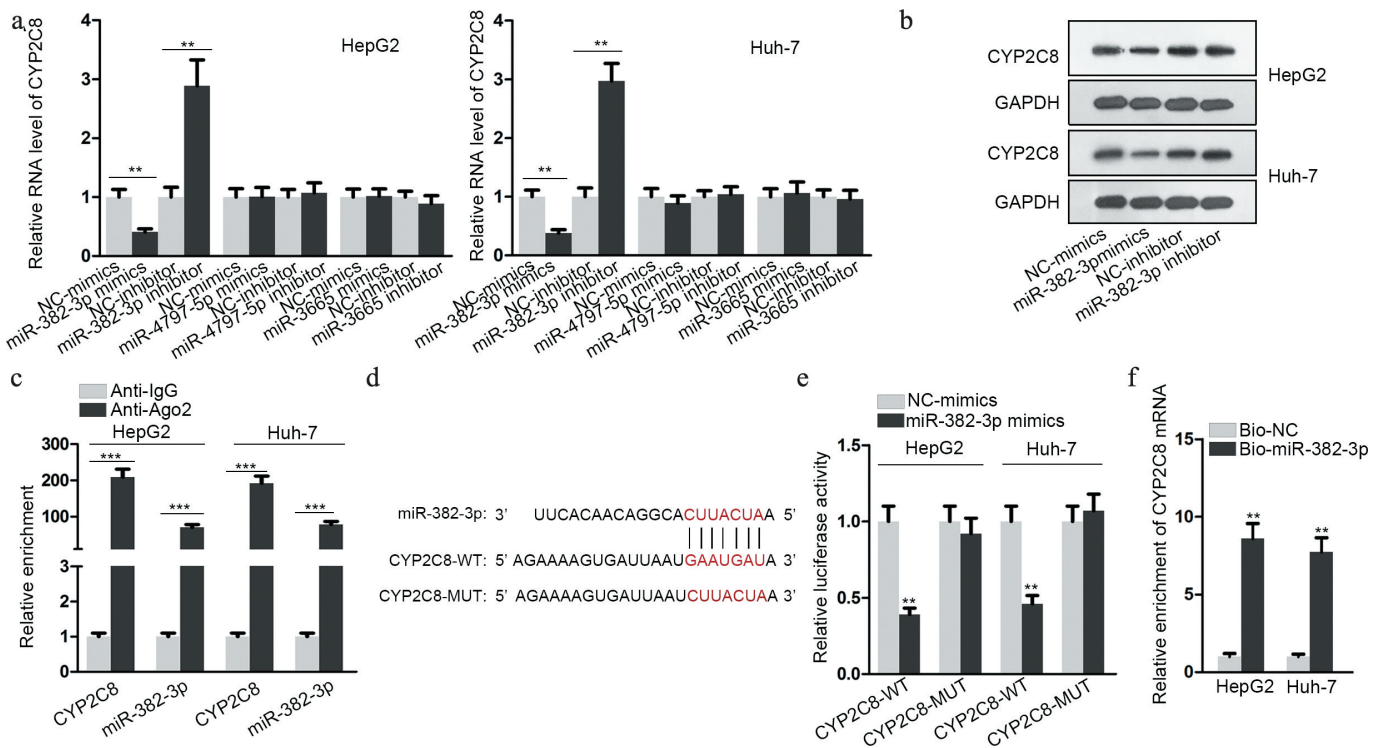 a
Relative RNA level of CYP2C8
4
3
2
1
0
HepG2
**
**
NC-mimics
miR-382-3p mimics
NC-inhibitor
miR-382-3p inhibitor
NC-mimics
miR-4797-5p mimics
NC-inhibitor
miR-4797-5p inhibitor
NC-mimics
miR-3665 mimics
NC-inhibitor
miR-3665 inhibitor
Relative RNA level of CYP2C8
4
3
2
1
0
Huh-7
**
**
NC-mimics
miR-382-3p mimics
NC-inhibitor
miR-382-3p inhibitor
NC-mimics
miR-4797-5p mimics
NC-inhibitor
miR-4797-5p inhibitor
NC-mimics
miR-3665 mimics
NC-inhibitor
miR-3665 inhibitor
b
CYP2C8
GAPDH
HepG2
CYP2C8
GAPDH
Huh-7
NC-mimics
miR-382-3pmimics
NC-inhibitor
miR-382-3p inhibitor
c
Anti-IgG
Anti-Ago2
HepG2
Huh-7
Relative enrichment
300
200
100
3
2
1
0
***
***
***
***
CYP2C8
miR-382-3p
CYP2C8
miR-382-3p
d
miR-382-3p: 3' UUCACAACAGGCACUUACUAA 5'
CYP2C8-WT: 5' AGAAAAGUGAUUAAUGAAUGAUA 3'
CYP2C8-MUT: 5' AGAAAAGUGAUUAAUCUUACUAA 3'
e
NC-mimics
miR-382-3p mimics
HepG2
Huh-7
Relative luciferase activity
1.5
1.0
0.5
0.0
**
**
CYP2C8-WT
CYP2C8-MUT
CYP2C8-WT
CYP2C8-MUT
f
Bio-NC
Bio-miR-382-3p
Relative enrichment of CYP2C8 mRNA
15
10
5
0
**
**
HepG2
Huh-7